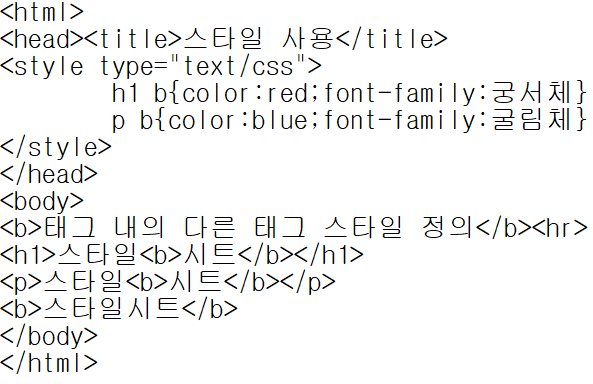 <html>
<head><title>스타일 사용</title>
<style type="text/css">
h1 b{color:red;font-family:궁서체}
p b{color:blue;font-family:굴림체}
</style>
</head>
<body>
<b>태그 내의 다른 태그 스타일 정의</b><hr>
<h1>스타일<b>시트</b></h1>
<p>스타일<b>시트</b></p>
<b>스타일시트</b>
</body>
</html>